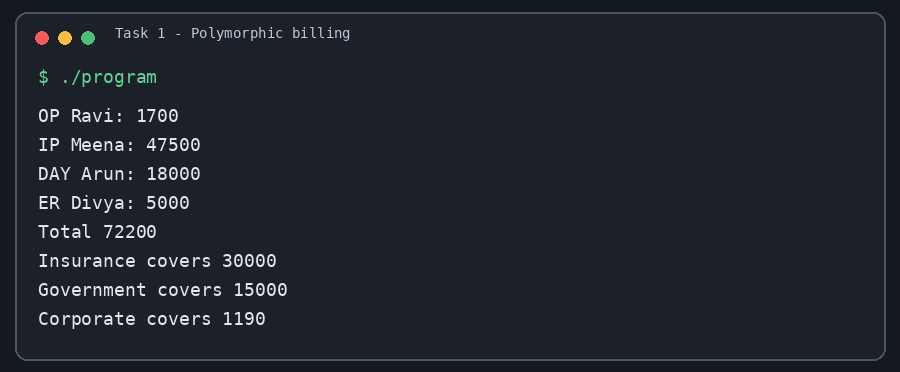 Task 1 - Polymorphic billing
$ ./program
OP Ravi: 1700
IP Meena: 47500
DAY Arun: 18000
ER Divya: 5000
Total 72200
Insurance covers 30000
Government covers 15000
Corporate covers 1190